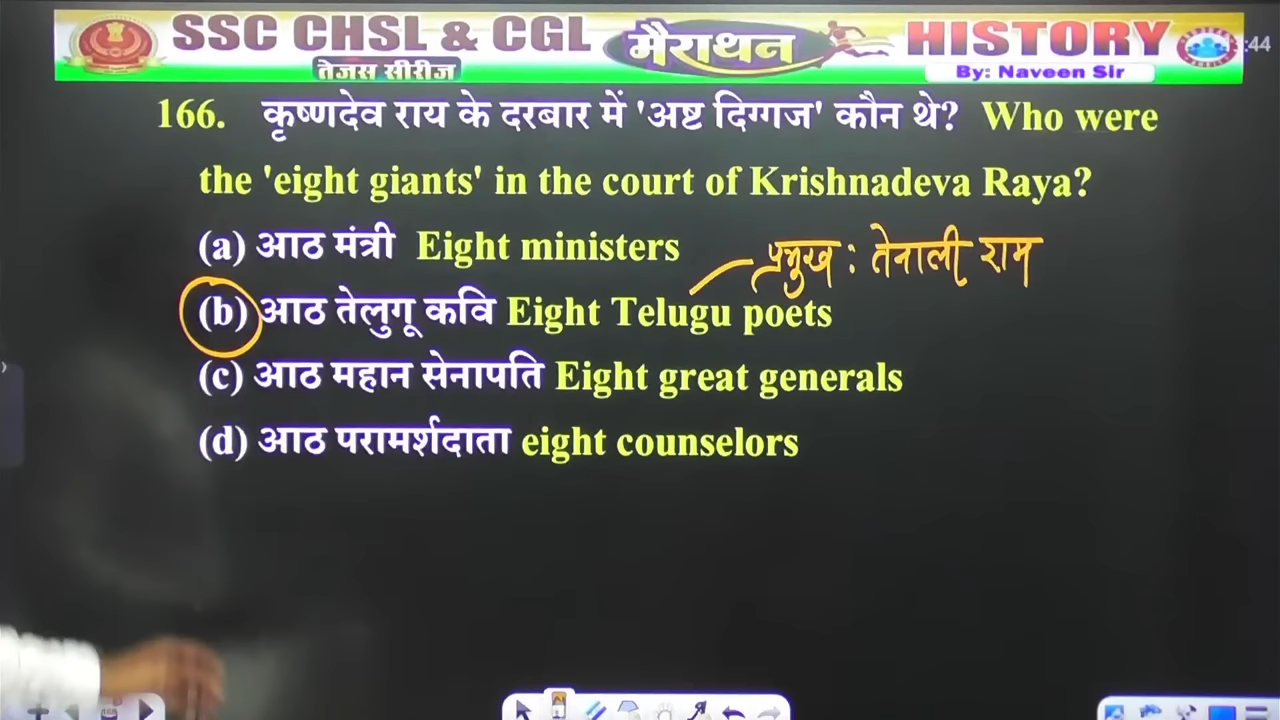 SSC CHSL & CGL मैराथन HISTORY
तेजस सीरीज By: Naveen Sir
:44
166. कृष्णदेव राय के दरबार में 'अष्ट दिग्गज' कौन थे? Who were
the 'eight giants' in the court of Krishnadeva Raya?
(a) आठ मंत्री Eight ministers
प्रमुख : तेनाली राम
(b) आठ तेलुगू कवि Eight Telugu poets
(c) आठ महान सेनापति Eight great generals
(d) आठ परामर्शदाता eight counselors